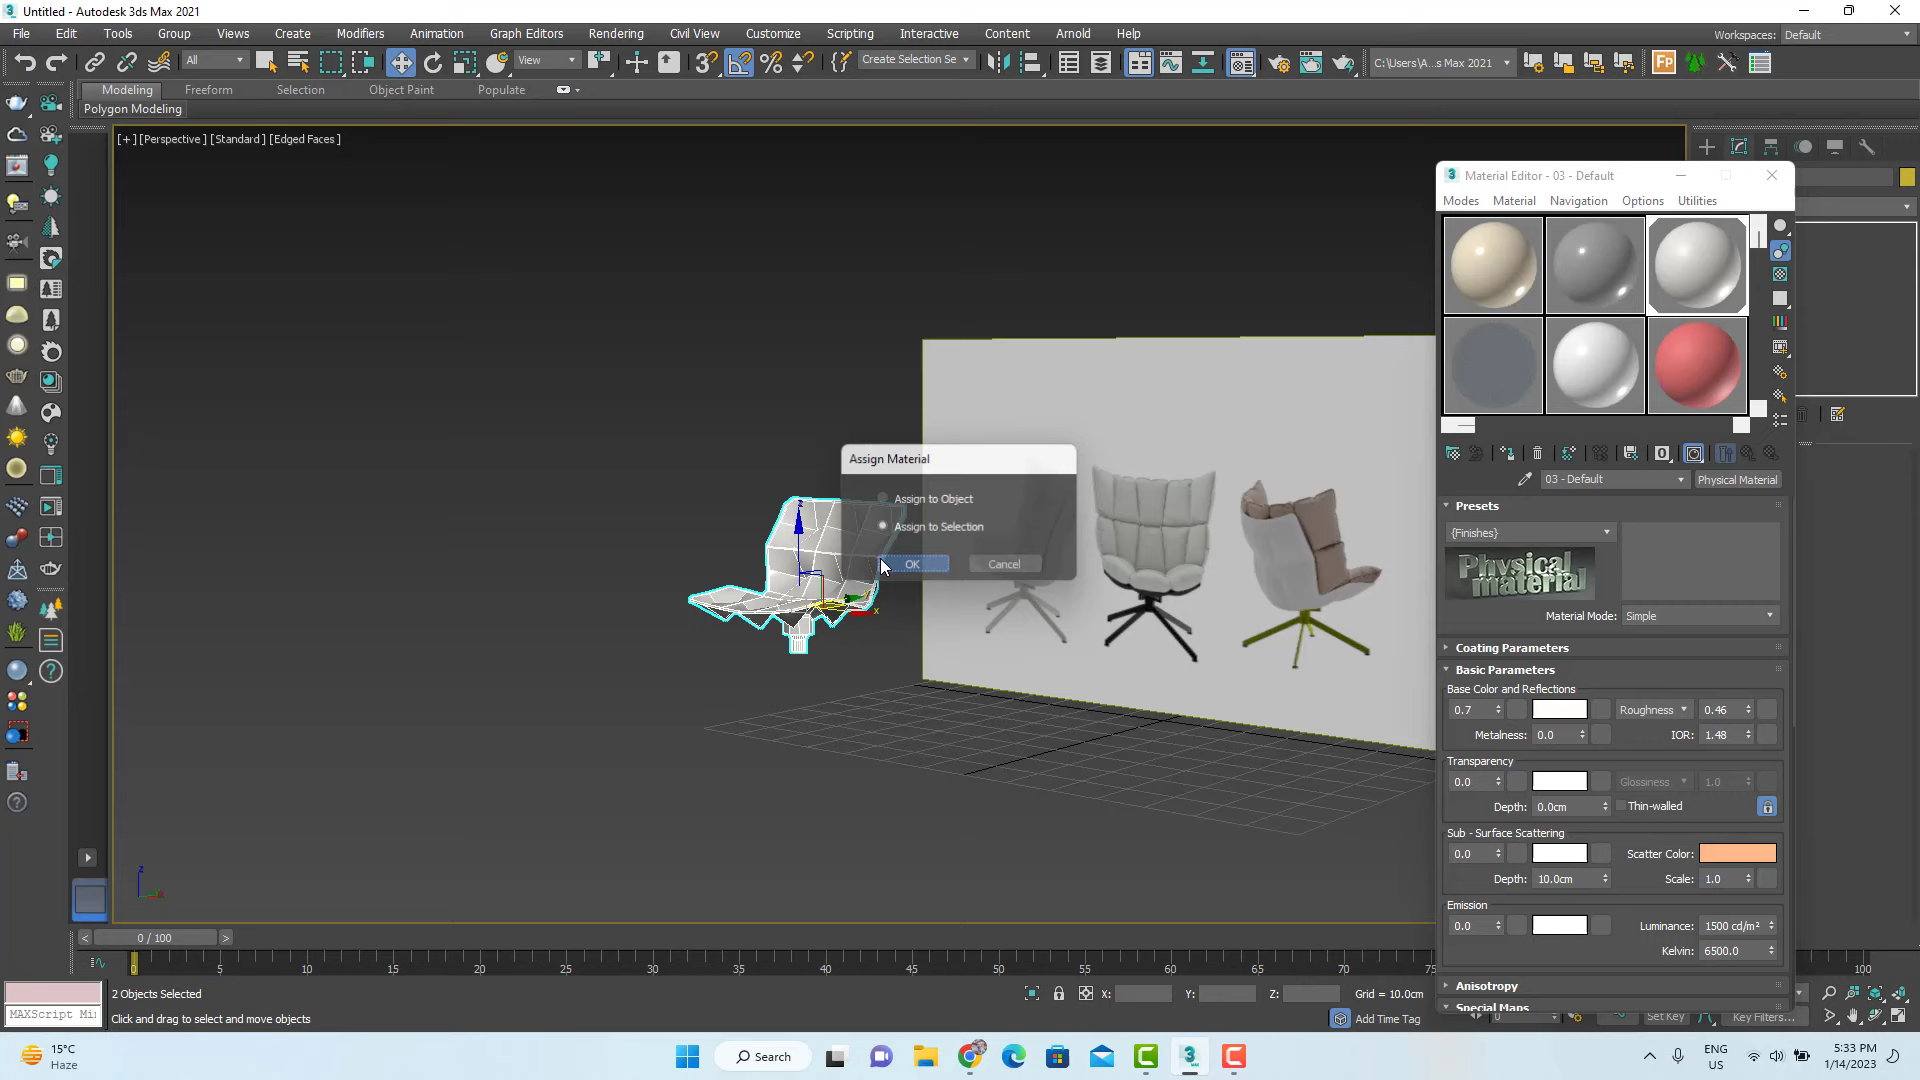 Untitled - Autodesk 3ds Max 2021
File Edit Tools Group Views Create Modifiers Animation Graph Editors Rendering Civil View Customize Scripting Interactive Content Arnold Help
Workspaces: Default
All
View
Create Selection Se
C:\Users\A...s Max 2021
Modeling Freeform Selection Object Paint Populate
Polygon Modeling
[+] [Perspective ] [Standard ] [Edged Faces ]
Material Editor - 03 - Default
Modes Material Navigation Options Utilities
Assign Material
Assign to Object
Assign to Selection
OK Cancel
03 - Default
Physical Material
Presets
{Finishes}
Physical material
Material Mode: Simple
Coating Parameters
Basic Parameters
Base Color and Reflections
0.7 Roughness 0.46
Metalness: 0.0 IOR: 1.48
Transparency
0.0 Glossiness 1.0
Depth: 0.0cm Thin-walled
Sub - Surface Scattering
0.0 Scatter Color:
Depth: 10.0cm Scale: 1.0
Emission
0.0 Luminance: 1500 cd/m²
Kelvin: 6500.0
Anisotropy
Special Maps
z
x
z
< 0 / 100 >
0 5 10 15 20 25 30 35 40 45 50 55 60 65 70 75 100
2 Objects Selected
X: Y: Z: Grid = 10.0cm
MAXScript Mi
Click and drag to select and move objects
Add Time Tag
0
Set Key
Key Filters...
15°C
Haze
Search
ENG
US
5:33 PM
1/14/2023